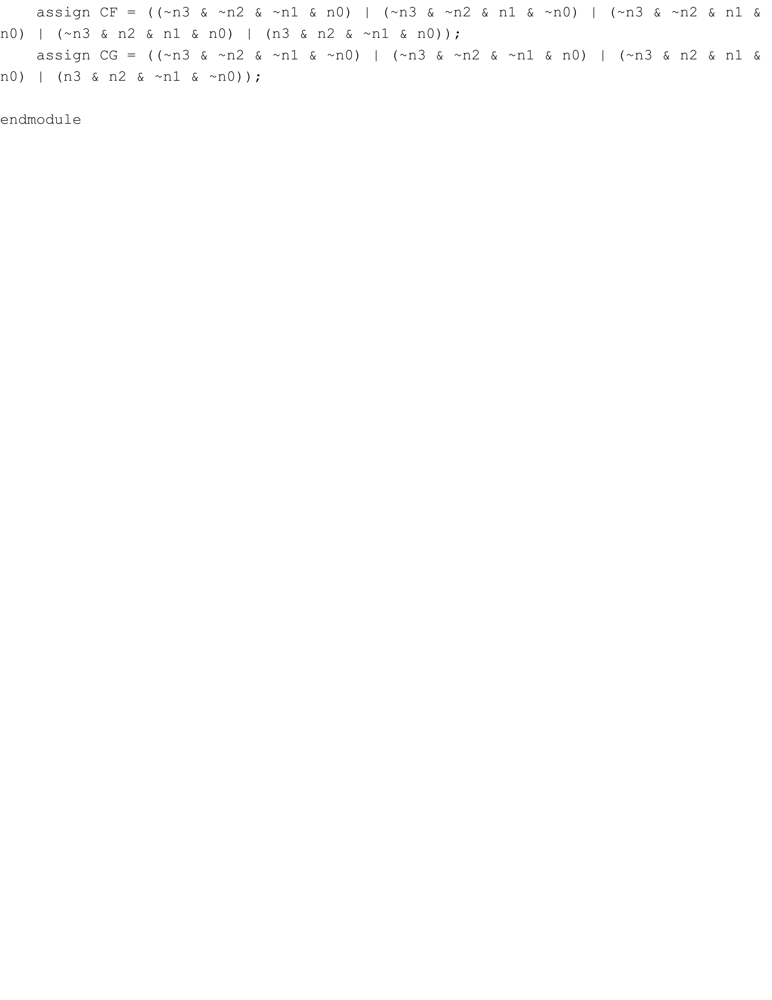 assign CF = ((~n3 & ~n2 & ~n1 & n0) | (~n3 & ~n2 & n1 & ~n0) | (~n3 & ~n2 & n1 &
n0) | (~n3 & n2 & n1 & n0) | (n3 & n2 & ~n1 & n0));
    assign CG = ((~n3 & ~n2 & ~n1 & ~n0) | (~n3 & ~n2 & ~n1 & n0) | (~n3 & n2 & n1 &
n0) | (n3 & n2 & ~n1 & ~n0));
endmodule